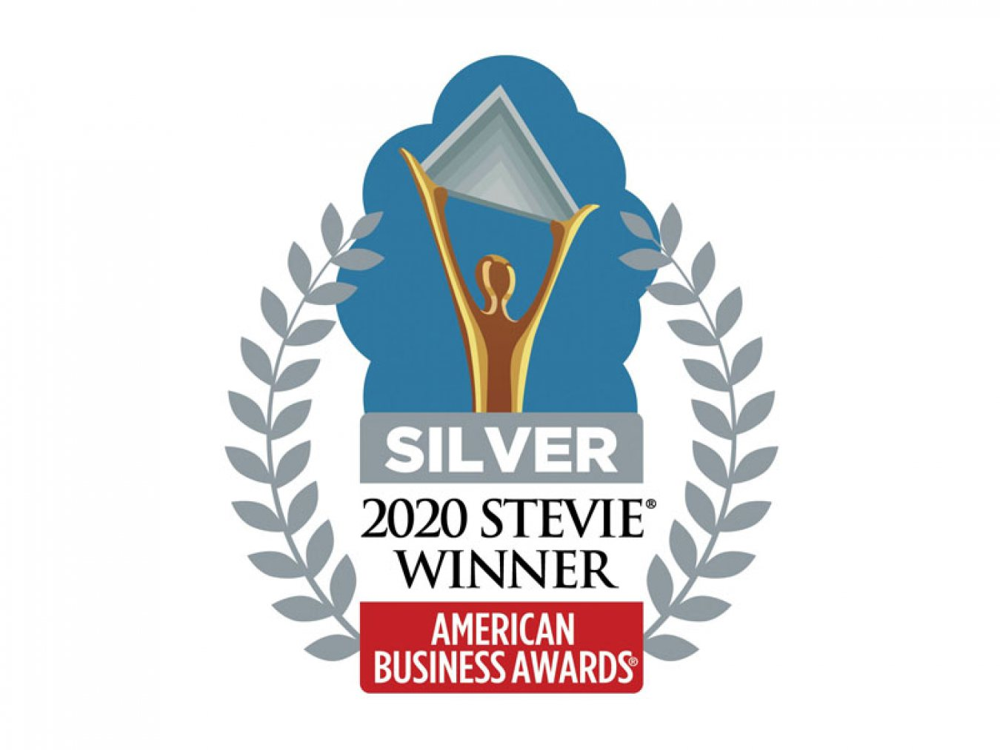 SILVER
2020 STEVIE®
WINNER
AMERICAN
BUSINESS AWARDS®